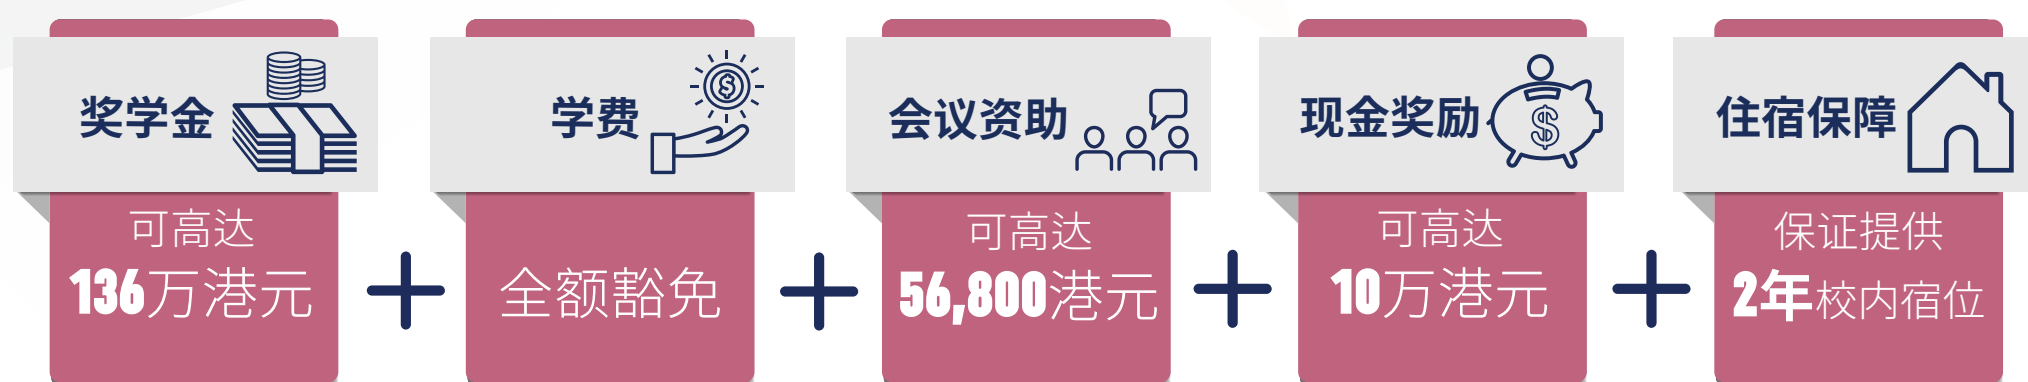 奖学金
可高达
136万港元
学费
全额豁免
会议资助
可高达
56,800港元
现金奖励
可高达
10万港元
住宿保障
保证提供
2年校内宿位